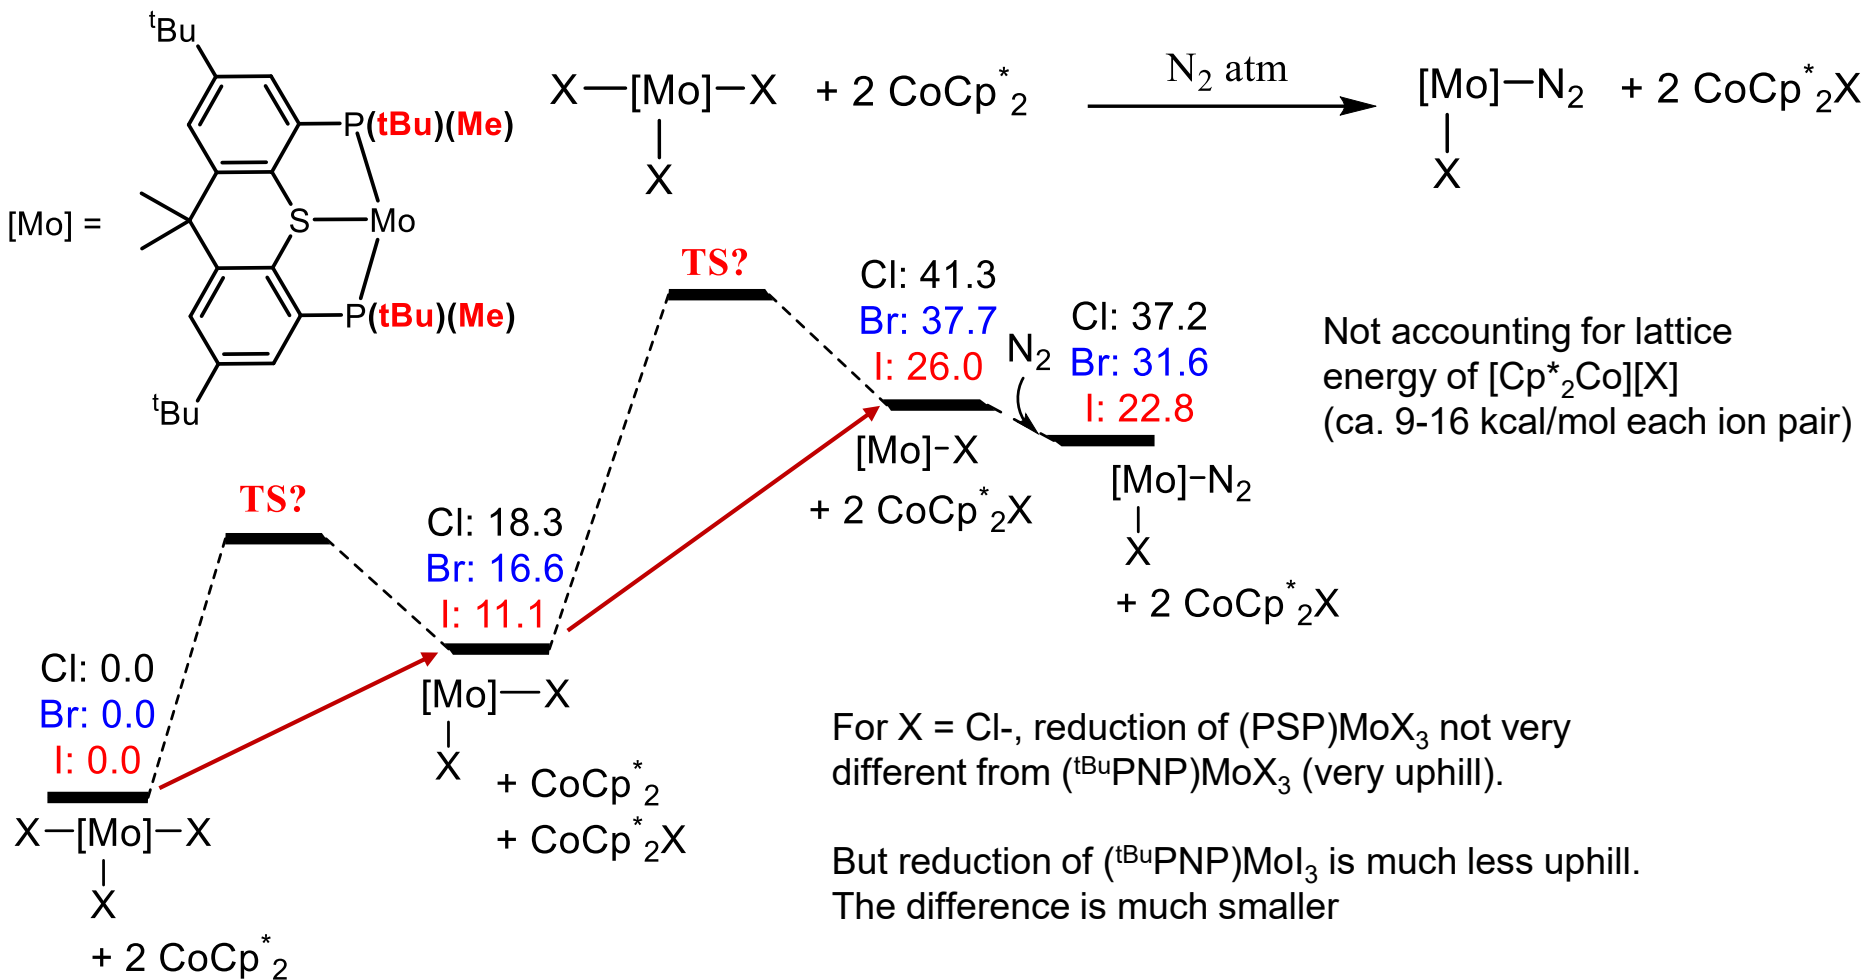 tBu
P(tBu)(Me)
[Mo] =
S
Mo
P(tBu)(Me)
tBu
X—[Mo]—X + 2 CoCp*2
X
N2 atm
[Mo]—N2 + 2 CoCp*2X
X
Cl: 0.0
Br: 0.0
I: 0.0
X—[Mo]—X
X
+ 2 CoCp*2
TS?
Cl: 18.3
Br: 16.6
I: 11.1
[Mo]—X
X
+ CoCp*2
+ CoCp*2X
TS?
Cl: 41.3
Br: 37.7
I: 26.0
[Mo]-X
+ 2 CoCp*2X
N2
Cl: 37.2
Br: 31.6
I: 22.8
[Mo]-N2
X
+ 2 CoCp*2X
Not accounting for lattice
energy of [Cp*2Co][X]
(ca. 9-16 kcal/mol each ion pair)
For X = Cl-, reduction of (PSP)MoX3 not very
different from (tBuPNP)MoX3 (very uphill).
But reduction of (tBuPNP)MoI3 is much less uphill.
The difference is much smaller